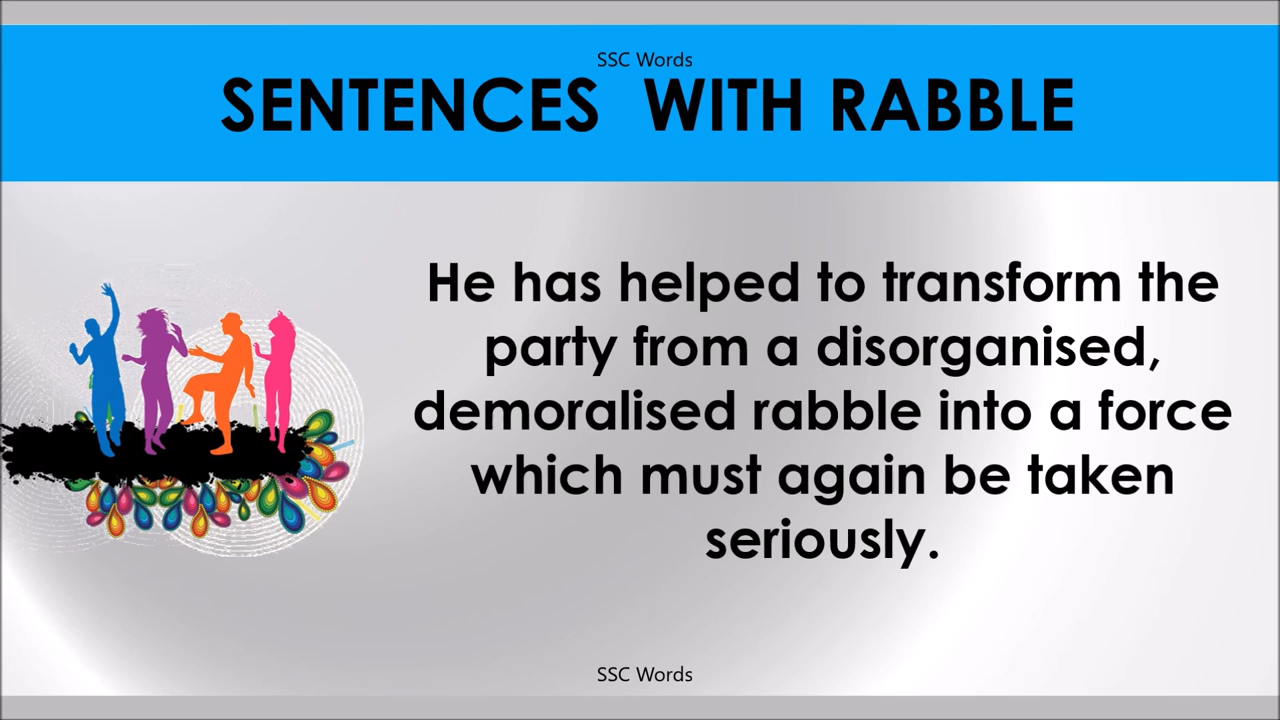 SSC Words
SENTENCES WITH RABBLE
He has helped to transform the
party from a disorganised,
demoralised rabble into a force
which must again be taken
seriously.
SSC Words